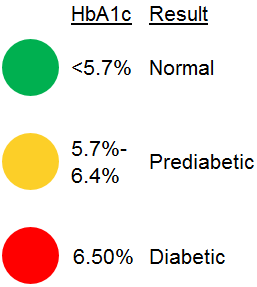 HbA1c Result
<5.7% Normal
5.7%-
6.4% Prediabetic
6.50% Diabetic